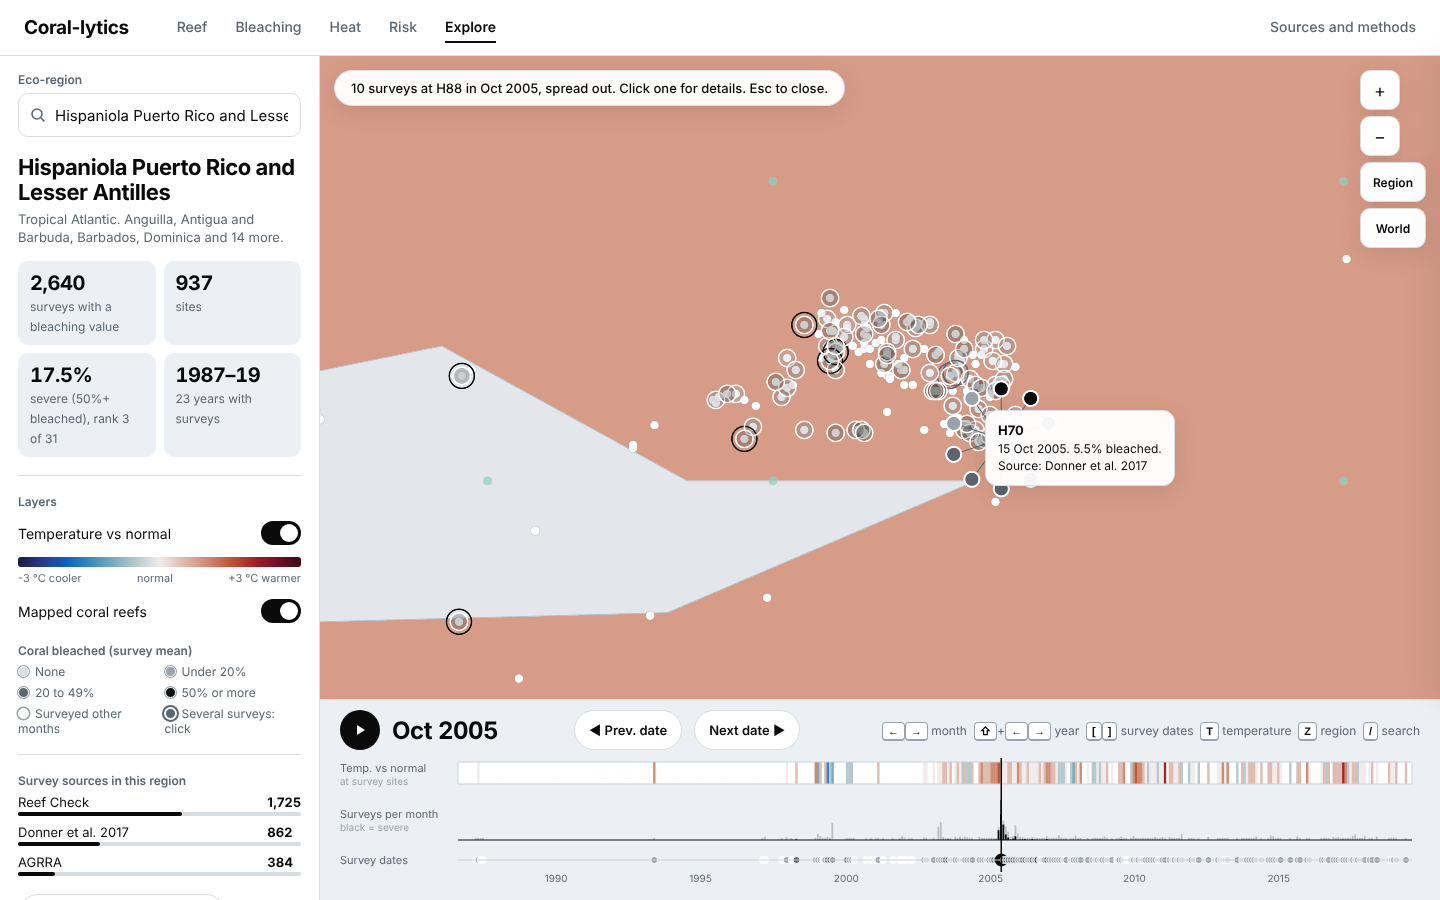 Coral-lytics
Reef
Bleaching
Heat
Risk
Explore
Sources and methods
Eco-region
Hispaniola Puerto Rico and Lesse
Hispaniola Puerto Rico and
Lesser Antilles
Tropical Atlantic. Anguilla, Antigua and
Barbuda, Barbados, Dominica and 14 more.
2,640
surveys with a
bleaching value
937
sites
17.5%
severe (50%+
bleached), rank 3
of 31
1987–19
23 years with
surveys
Layers
Temperature vs normal
-3 °C cooler
normal
+3 °C warmer
Mapped coral reefs
Coral bleached (survey mean)
None
Under 20%
20 to 49%
50% or more
Surveyed other
months
Several surveys:
click
Survey sources in this region
Reef Check
1,725
Donner et al. 2017
862
AGRRA
384
10 surveys at H88 in Oct 2005, spread out. Click one for details. Esc to close.
+
−
Region
World
H70
15 Oct 2005. 5.5% bleached.
Source: Donner et al. 2017
Oct 2005
◀ Prev. date
Next date ▶
← → month
⇧ + ← → year
[ ] survey dates
T temperature
Z region
/ search
Temp. vs normal
at survey sites
Surveys per month
black = severe
Survey dates
1990
1995
2000
2005
2010
2015